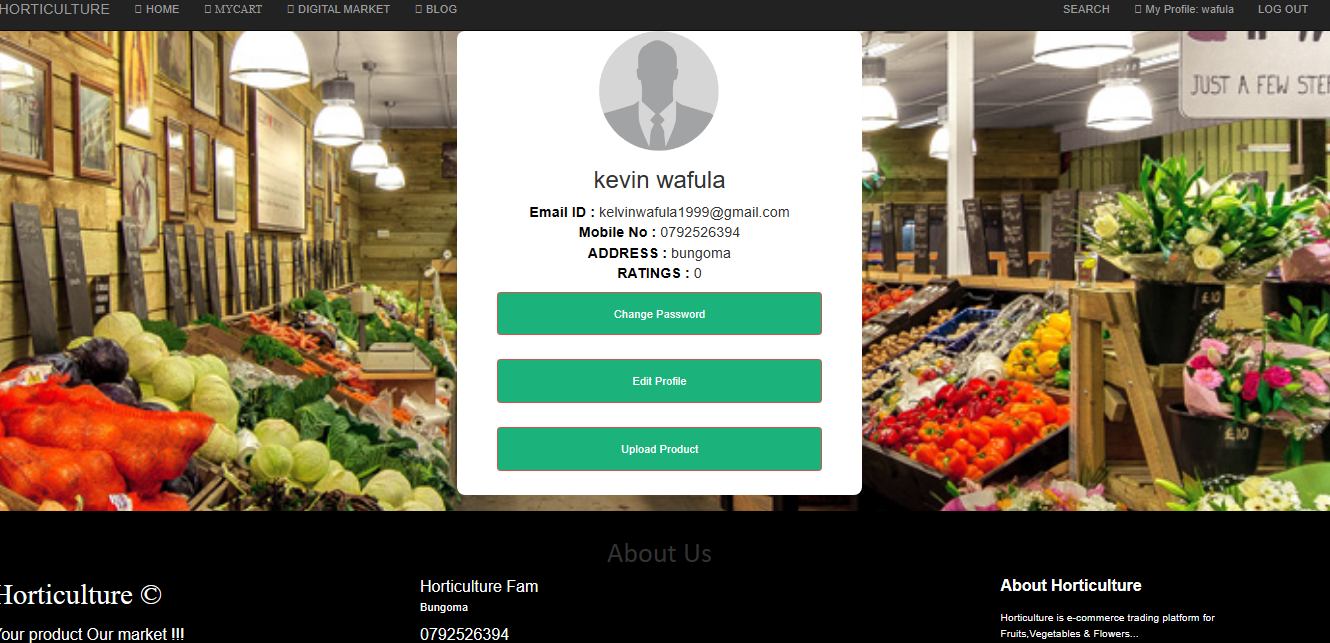 HORTICULTURE HOME MYCART DIGITAL MARKET BLOG SEARCH My Profile: wafula LOG OUT
JUST A FEW STE
kevin wafula
Email ID : kelvinwafula1999@gmail.com
Mobile No : 0792526394
ADDRESS : bungoma
RATINGS : 0
Change Password
Edit Profile
Upload Product
£10
£10
About Us
Horticulture ©
Your product Our market !!!
Horticulture Fam
Bungoma
0792526394
About Horticulture
Horticulture is e-commerce trading platform for
Fruits,Vegetables & Flowers...